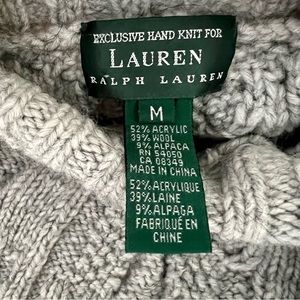 EXCLUSIVE HAND KNIT FOR
LAUREN
RALPH LAUREN
M
52% ACRYLIC
39% WOOL
9% ALPACA
RN 54050
CA 08349
MADE IN CHINA
52% ACRYLIQUE
39% LAINE
9% ALPAGA
FABRIQUÉ EN
CHINE